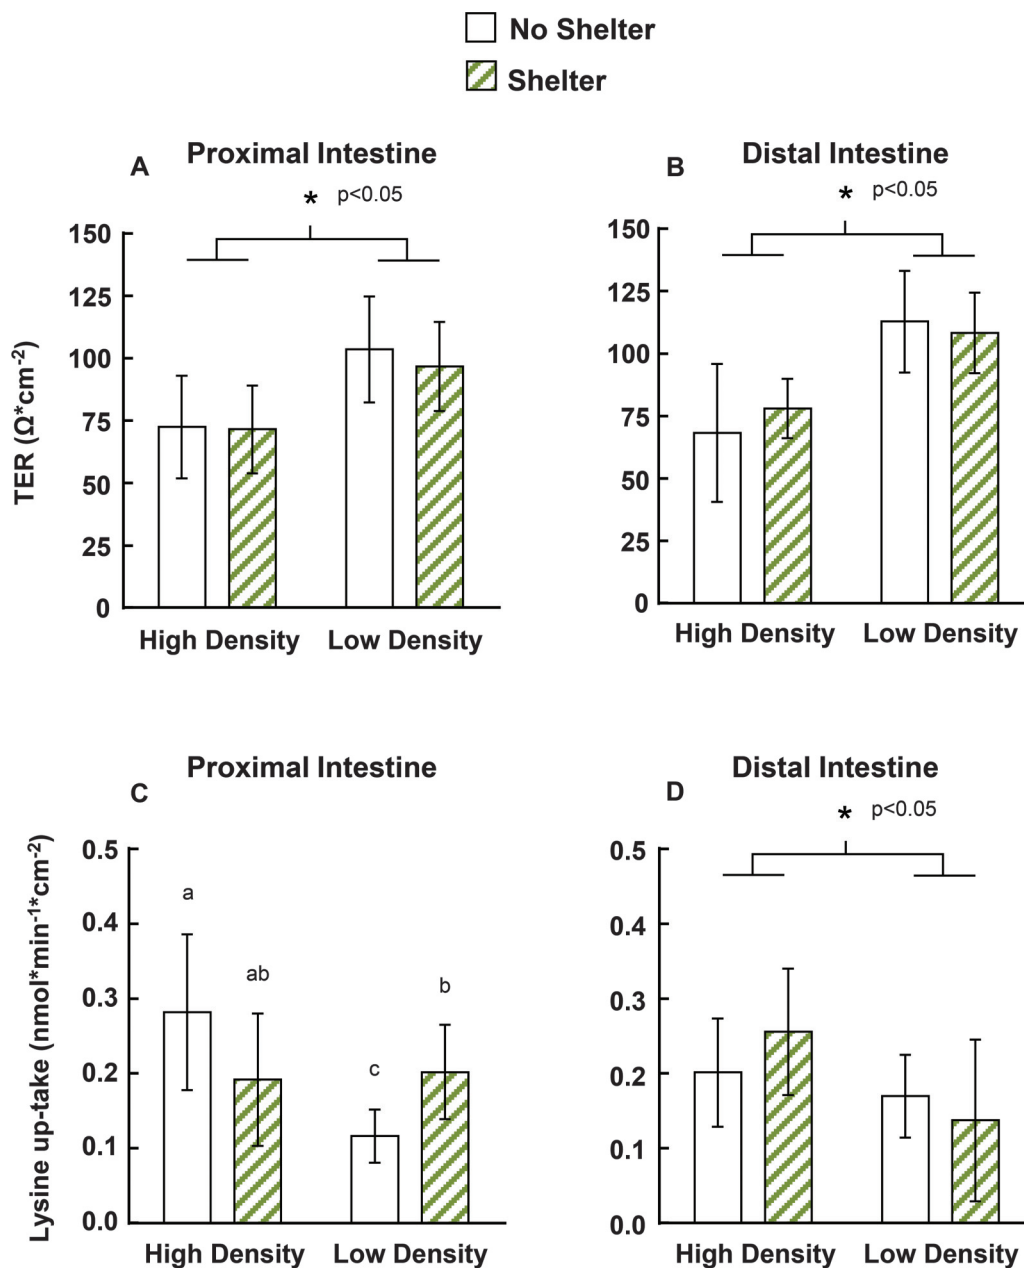 No Shelter
Shelter
A
Proximal Intestine
* p<0.05
TER (Ω*cm-2)
150
125
100
75
50
25
0
High Density
Low Density
B
Distal Intestine
* p<0.05
150
125
100
75
50
25
0
High Density
Low Density
C
Proximal Intestine
Lysine up-take (nmol*min-1*cm-2)
0.5
0.4
0.3
0.2
0.1
0.0
a
ab
c
b
High Density
Low Density
D
Distal Intestine
* p<0.05
0.5
0.4
0.3
0.2
0.1
0.0
High Density
Low Density